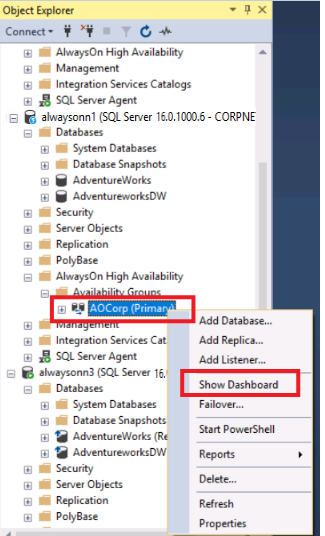 Object Explorer
Connect
AlwaysOn High Availability
Management
Integration Services Catalogs
SQL Server Agent
alwaysonn1 (SQL Server 16.0.1000.6 - CORPNE
Databases
System Databases
Database Snapshots
AdventureWorks
AdventureworksDW
Security
Server Objects
Replication
PolyBase
AlwaysOn High Availability
Availability Groups
AOCorp (Primary)
Management
Integration Services Cat
SQL Server Agent
alwaysonn3 (SQL Server 16.
Databases
System Databases
Database Snapshots
AdventureWorks (Re
AdventureworksDW
Security
Server Objects
Replication
PolyBase
Add Database...
Add Replica...
Add Listener...
Show Dashboard
Failover...
Start PowerShell
Reports
Delete...
Refresh
Properties